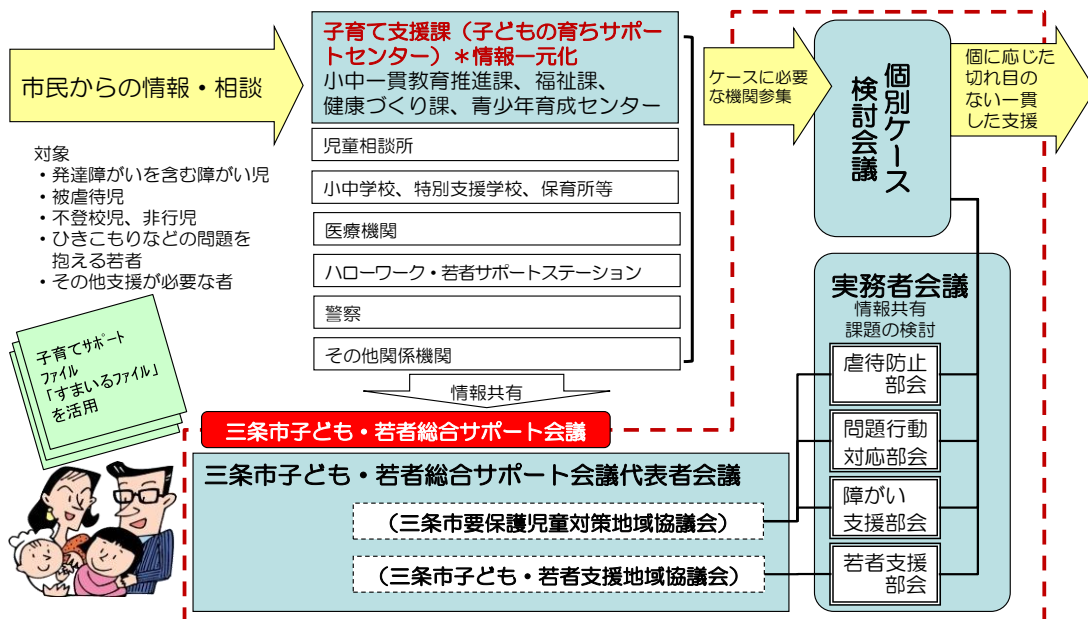 市民からの情報・相談
対象
・発達障がいを含む障がい児
・被虐待児
・不登校児、非行児
・ひきこもりなどの問題を
抱える若者
・その他支援が必要な者
子育てサポート
ファイル
「すまいるファイル」
を活用
子育て支援課(子どもの育ちサポー
トセンター)＊情報一元化
小中一貫教育推進課、福祉課、
健康づくり課、青少年育成センター
児童相談所
小中学校、特別支援学校、保育所等
医療機関
ハローワーク・若者サポートステーション
警察
その他関係機関
情報共有
ケースに必要
な機関参集
個別ケース
検討会議
個に応じた
切れ目の
ない一貫
した支援
三条市子ども・若者総合サポート会議
三条市子ども・若者総合サポート会議代表者会議
(三条市要保護児童対策地域協議会)
(三条市子ども・若者支援地域協議会)
実務者会議
情報共有
課題の検討
虐待防止
部会
問題行動
対応部会
障がい
支援部会
若者支援
部会